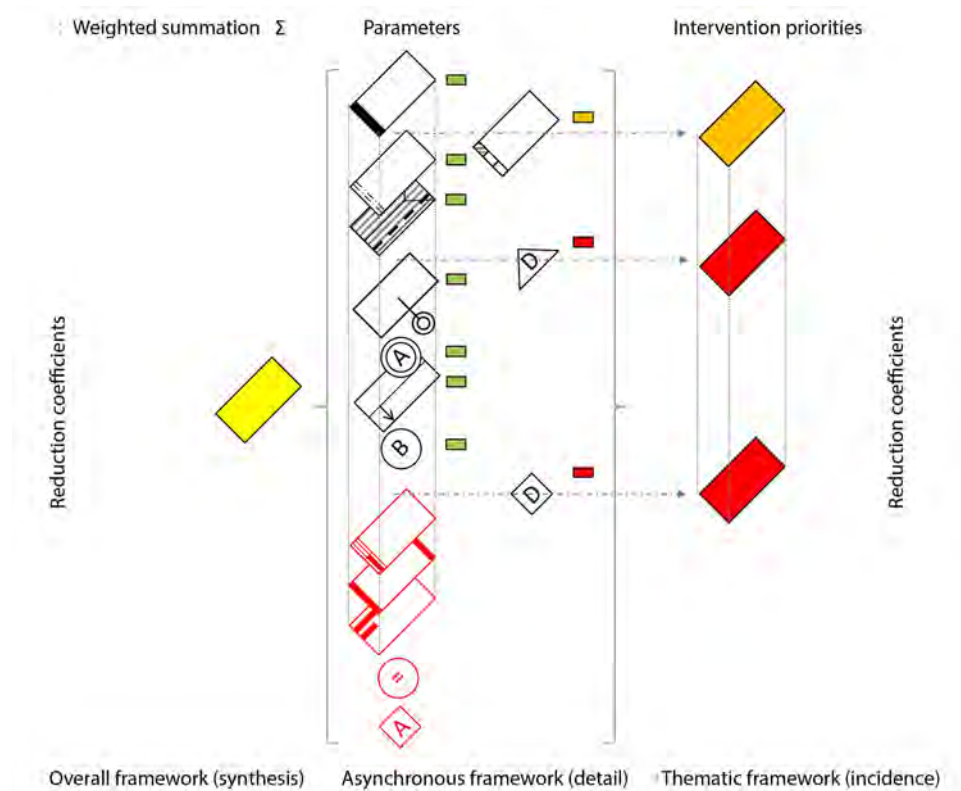 Weighted summation Σ
Parameters
Intervention priorities
D
A
B
D
=
A
Reduction coefficients
Reduction coefficients
Overall framework (synthesis)
Asynchronous framework (detail)
Thematic framework (incidence)